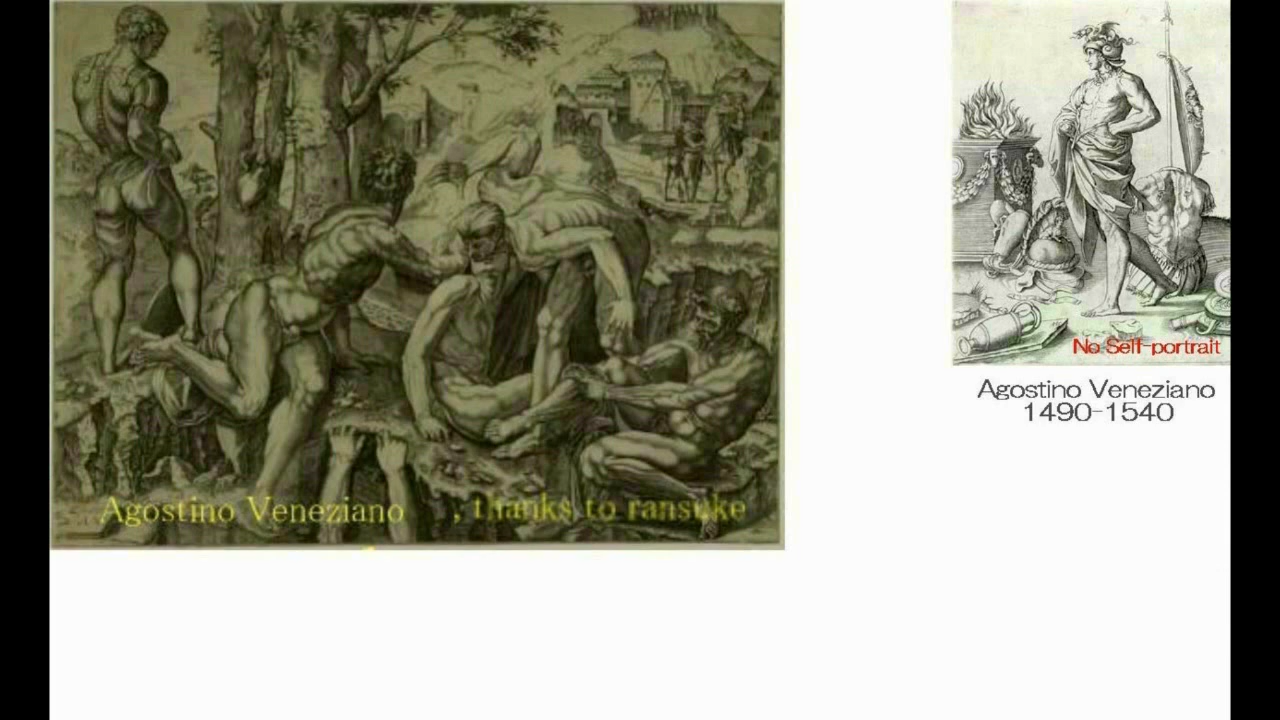 Agostino Veneziano , thanks to ransuke
No Self-portrait
Agostino Veneziano
1490-1540